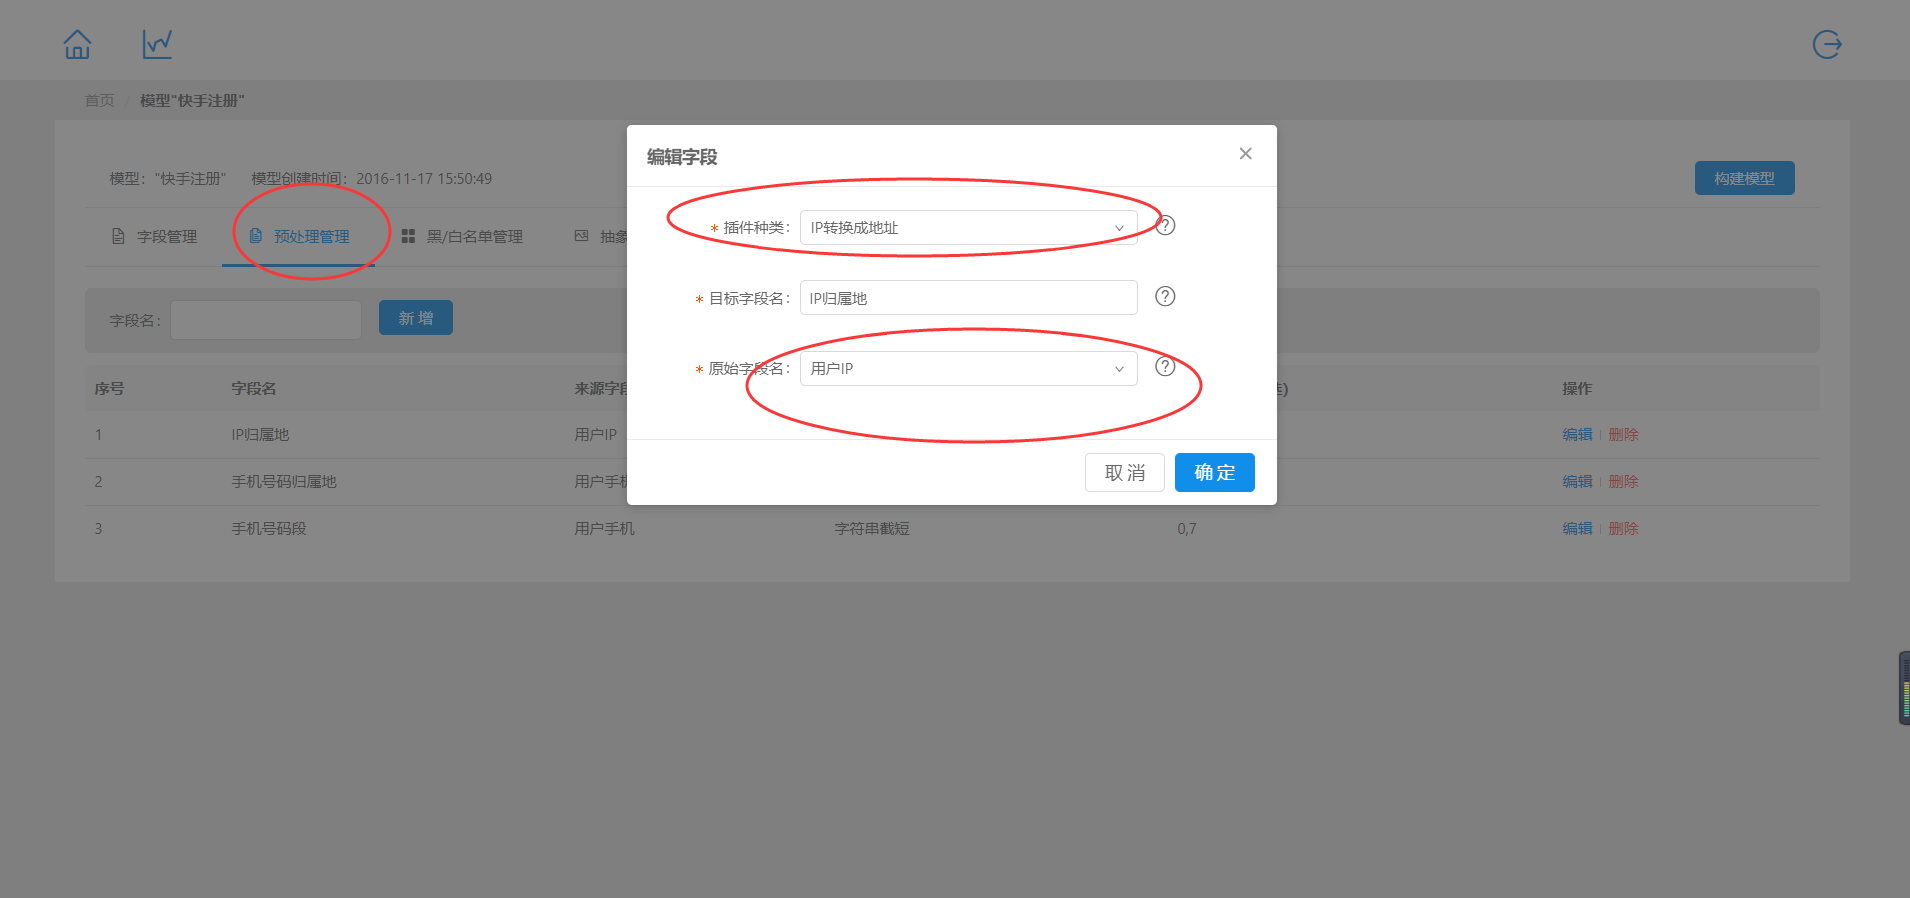 首页 / 模型"快手注册"
编辑字段
模型："快手注册" 模型创建时间：2016-11-17 15:50:49
构建模型
* 插件种类： IP转换成地址
字段管理 预处理管理 黑/白名单管理 抽象
* 目标字段名： IP归属地
字段名： 新增
* 原始字段名： 用户IP
序号 字段名 来源字段 操作
1 IP归属地 用户IP 编辑 删除
取消 确定
2 手机号码归属地 用户手机 编辑 删除
3 手机号码段 用户手机 字符串截短 0,7 编辑 删除